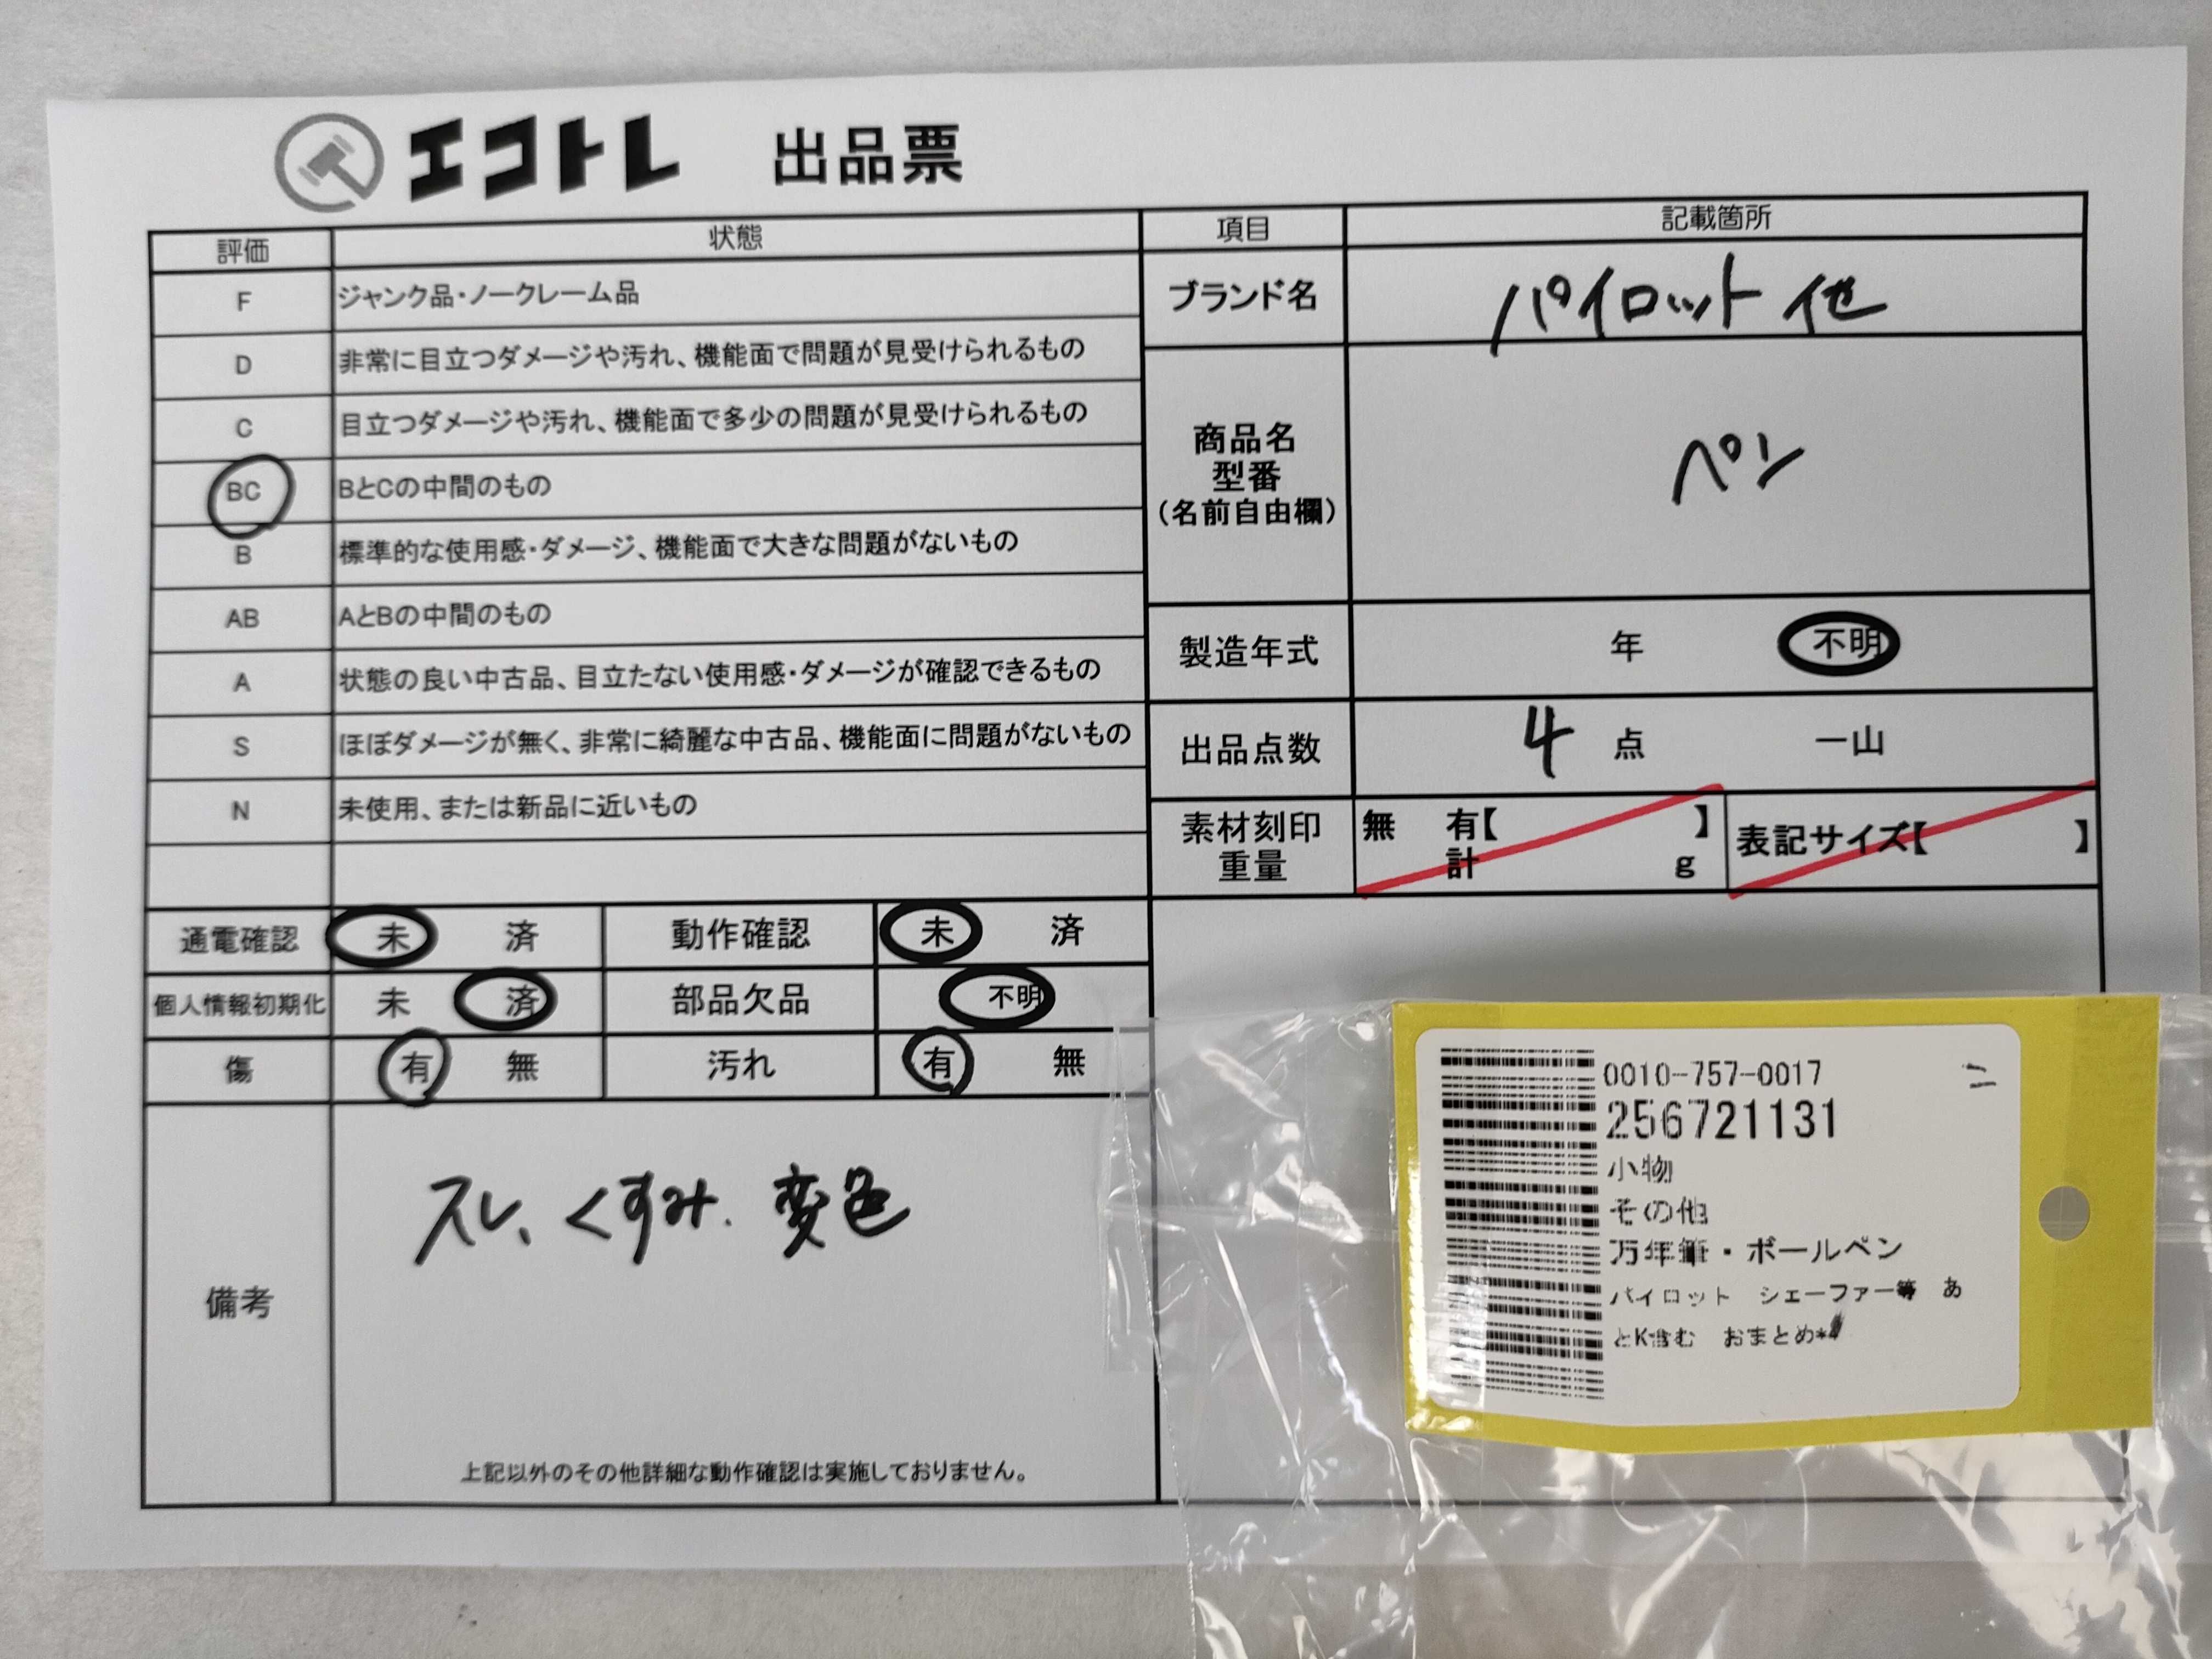 エコトレ 出品票
評価 状態
F ジャンク品・ノークレーム品
D 非常に目立つダメージや汚れ、機能面で問題が見受けられるもの
C 目立つダメージや汚れ、機能面で多少の問題が見受けられるもの
BC BとCの中間のもの
B 標準的な使用感・ダメージ、機能面で大きな問題がないもの
AB AとBの中間のもの
A 状態の良い中古品、目立たない使用感・ダメージが確認できるもの
S ほぼダメージが無く、非常に綺麗な中古品、機能面に問題がないもの
N 未使用、または新品に近いもの
通電確認 未 済 動作確認 未 済
個人情報初期化 未 済 部品欠品 不明
傷 有 無 汚れ 有 無
備考
スレ、くすみ、変色
上記以外のその他詳細な動作確認は実施しておりません。
項目 記載箇所
ブランド名 パイロット 他
商品名
型番
(名前自由欄)
ペン
製造年式 年 不明
出品点数 4 点 一山
素材刻印
重量
無 有【 】
計 g
表記サイズ【 】
0010-757-0017
256721131
小物
その他
万年筆・ボールペン
パイロット シェーファー等 あ
とK含む おまとめ*